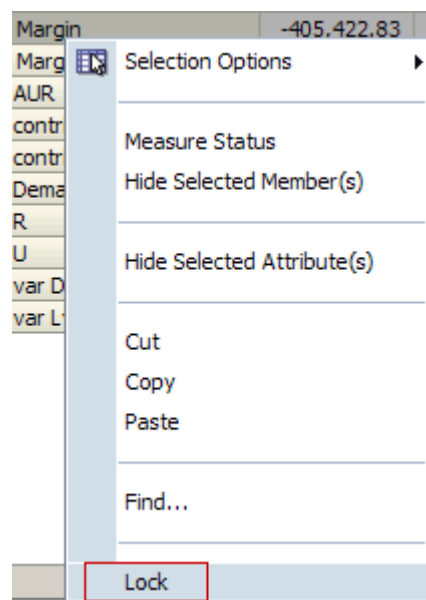 Margin -405,422.83
Marg Selection Options
AUR
contr
Measure Status
contr
Hide Selected Member(s)
Dema
R
U
Hide Selected Attribute(s)
var D
var L
Cut
Copy
Paste
Find...
Lock